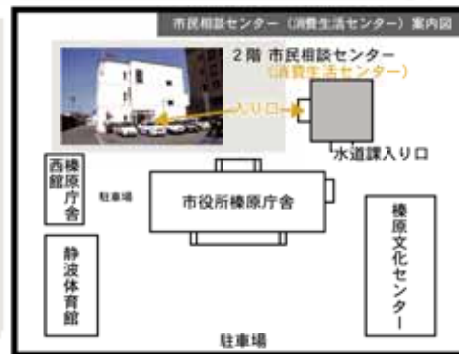 市民相談センター（消費生活センター）案内図
2階 市民相談センター
（消費生活センター）
入り口
水道課入り口
榛原庁舎
西館
駐車場
市役所榛原庁舎
静波体育館
榛原文化センター
駐車場